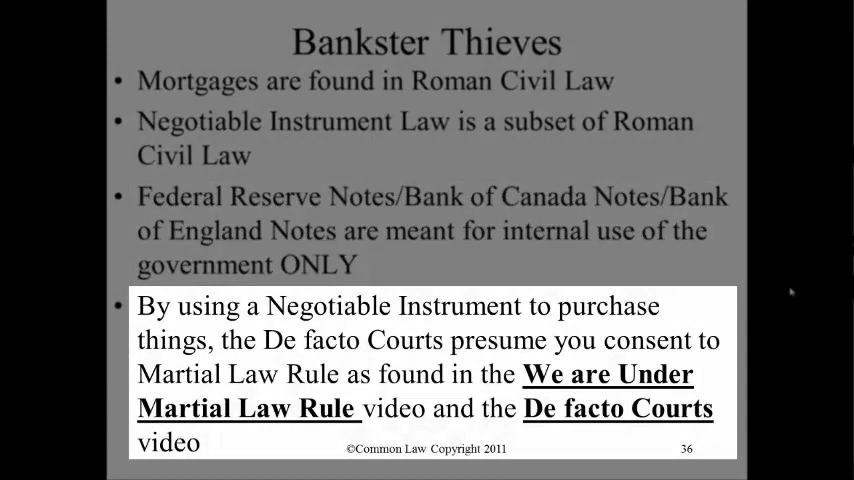 Bankster Thieves
• Mortgages are found in Roman Civil Law
• Negotiable Instrument Law is a subset of Roman
Civil Law
• Federal Reserve Notes/Bank of Canada Notes/Bank
of England Notes are meant for internal use of the
government ONLY
• By using a Negotiable Instrument to purchase
things, the De facto Courts presume you consent to
Martial Law Rule as found in the We are Under
Martial Law Rule video and the De facto Courts
video
©Common Law Copyright 2011
36